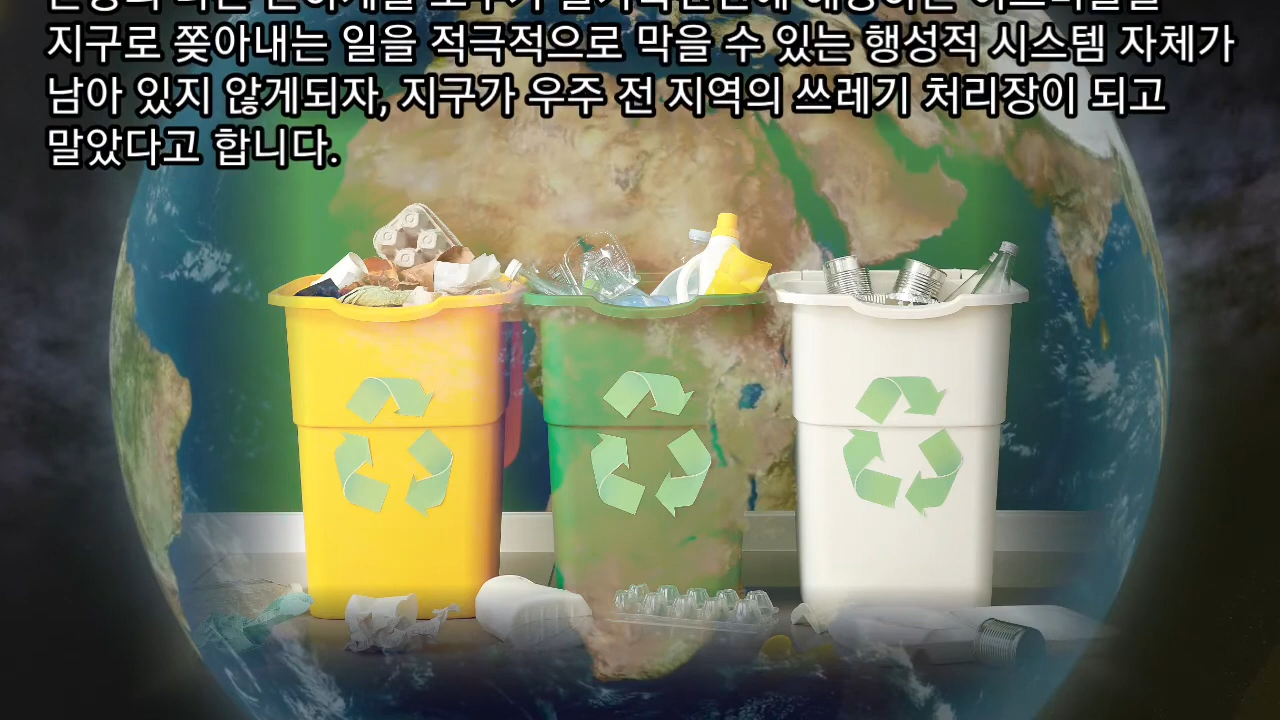 지구로 쫓아내는 일을 적극적으로 막을 수 있는 행성적 시스템 자체가
남아 있지 않게되자, 지구가 우주 전 지역의 쓰레기 처리장이 되고
말았다고 합니다.